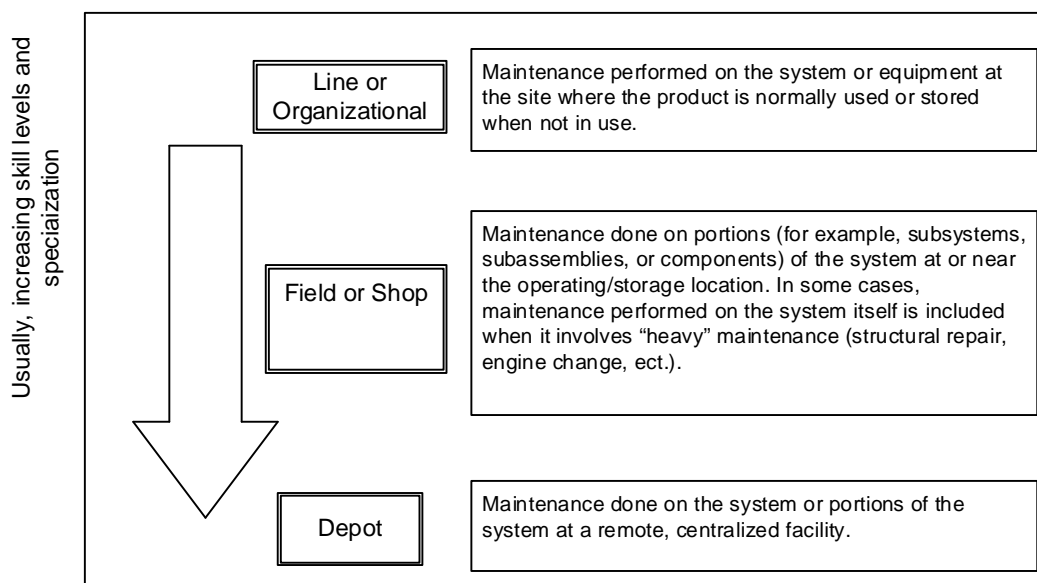 Usually, increasing skill levels and
speciaization
Line or
Organizational
Maintenance performed on the system or equipment at
the site where the product is normally used or stored
when not in use.
Field or Shop
Maintenance done on portions (for example, subsystems,
subassemblies, or components) of the system at or near
the operating/storage location. In some cases,
maintenance performed on the system itself is included
when it involves “heavy” maintenance (structural repair,
engine change, ect.).
Depot
Maintenance done on the system or portions of the
system at a remote, centralized facility.